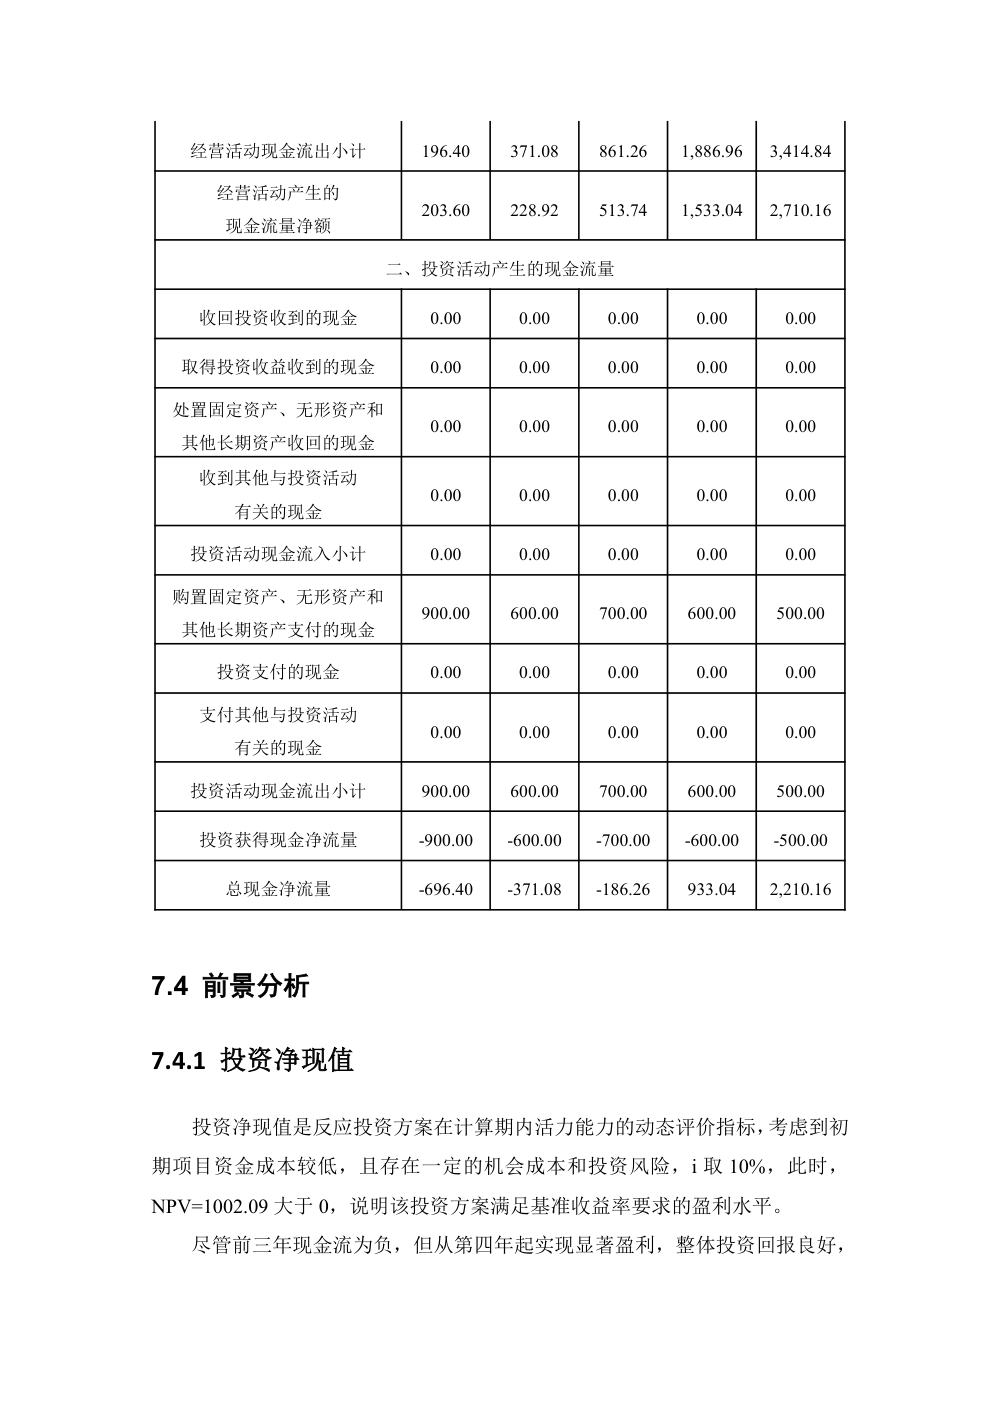 经营活动现金流出小计 196.40 371.08 861.26 1,886.96 3,414.84
经营活动产生的
现金流量净额 203.60 228.92 513.74 1,533.04 2,710.16
二、投资活动产生的现金流量
收回投资收到的现金 0.00 0.00 0.00 0.00 0.00
取得投资收益收到的现金 0.00 0.00 0.00 0.00 0.00
处置固定资产、无形资产和
其他长期资产收回的现金 0.00 0.00 0.00 0.00 0.00
收到其他与投资活动
有关的现金 0.00 0.00 0.00 0.00 0.00
投资活动现金流入小计 0.00 0.00 0.00 0.00 0.00
购置固定资产、无形资产和
其他长期资产支付的现金 900.00 600.00 700.00 600.00 500.00
投资支付的现金 0.00 0.00 0.00 0.00 0.00
支付其他与投资活动
有关的现金 0.00 0.00 0.00 0.00 0.00
投资活动现金流出小计 900.00 600.00 700.00 600.00 500.00
投资获得现金净流量 -900.00 -600.00 -700.00 -600.00 -500.00
总现金净流量 -696.40 -371.08 -186.26 933.04 2,210.16
7.4 前景分析
7.4.1 投资净现值
投资净现值是反应投资方案在计算期内活力能力的动态评价指标，考虑到初
期项目资金成本较低，且存在一定的机会成本和投资风险，i 取 10%，此时，
NPV=1002.09 大于 0，说明该投资方案满足基准收益率要求的盈利水平。
尽管前三年现金流为负，但从第四年起实现显著盈利，整体投资回报良好，